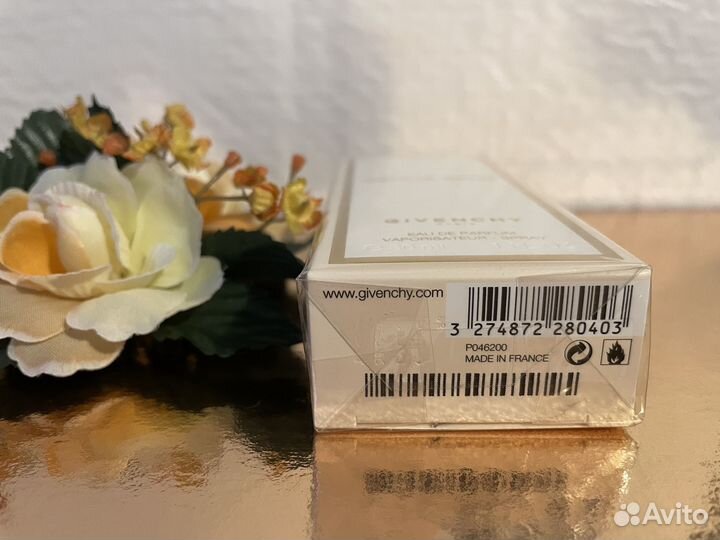 GIVENCHY
EAU DE PARFUM
VAPORISATEUR - SPRAY
www.givenchy.com
3 274872 280403
P046200
MADE IN FRANCE
Avito